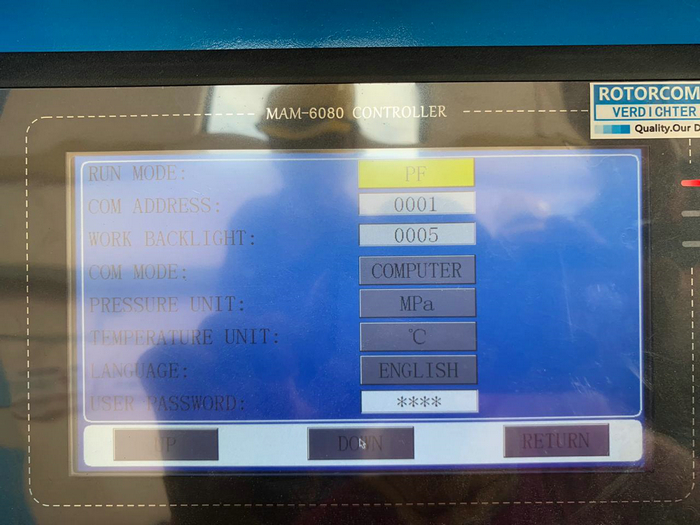 MAM-6080 CONTROLLER
ROTORCOM
VERDICHTER
Quality.Our D
RUN MODE: PF
COM ADDRESS: 0001
WORK BACKLIGHT: 0005
COM MODE: COMPUTER
PRESSURE UNIT: MPa
TEMPERATURE UNIT: ℃
LANGUAGE: ENGLISH
USER PASSWORD: ****
UP DOWN RETURN